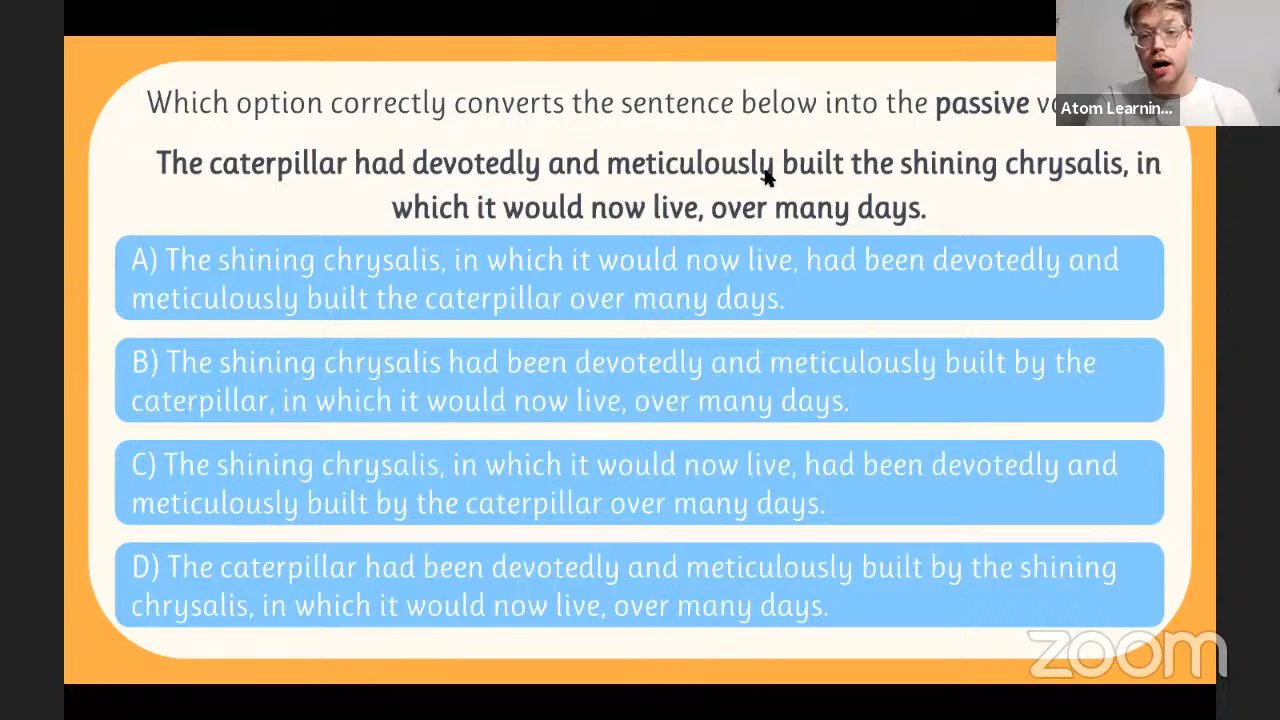 Which option correctly converts the sentence below into the passive
Atom Learnin...
The caterpillar had devotedly and meticulously built the shining chrysalis, in
which it would now live, over many days.
A) The shining chrysalis, in which it would now live, had been devotedly and
meticulously built the caterpillar over many days.
B) The shining chrysalis had been devotedly and meticulously built by the
caterpillar, in which it would now live, over many days.
C) The shining chrysalis, in which it would now live, had been devotedly and
meticulously built by the caterpillar over many days.
D) The caterpillar had been devotedly and meticulously built by the shining
chrysalis, in which it would now live, over many days.
zoom